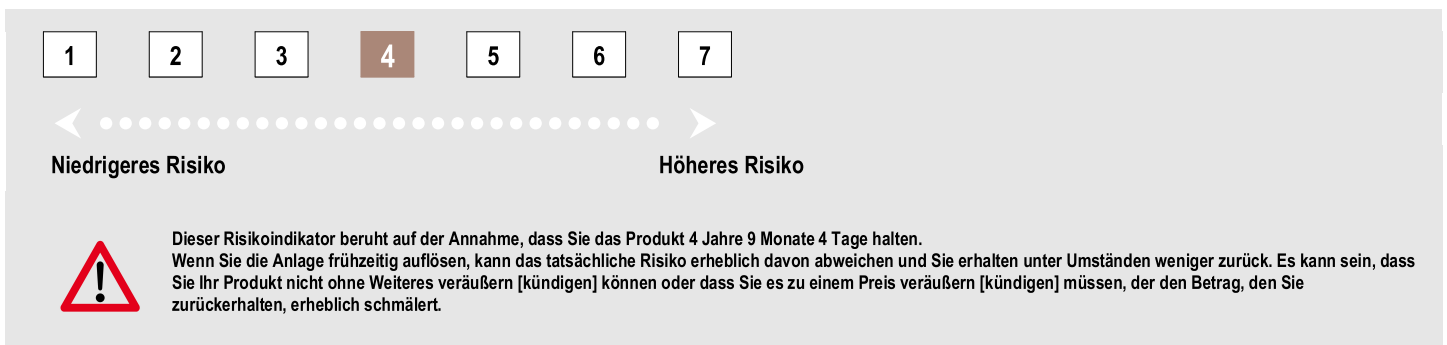 1 2 3 4 5 6 7
Niedrigeres Risiko Höheres Risiko
Dieser Risikoindikator beruht auf der Annahme, dass Sie das Produkt 4 Jahre 9 Monate 4 Tage halten.
Wenn Sie die Anlage frühzeitig auflösen, kann das tatsächliche Risiko erheblich davon abweichen und Sie erhalten unter Umständen weniger zurück. Es kann sein, dass
Sie Ihr Produkt nicht ohne Weiteres veräußern [kündigen] können oder dass Sie es zu einem Preis veräußern [kündigen] müssen, der den Betrag, den Sie
zurückerhalten, erheblich schmälert.